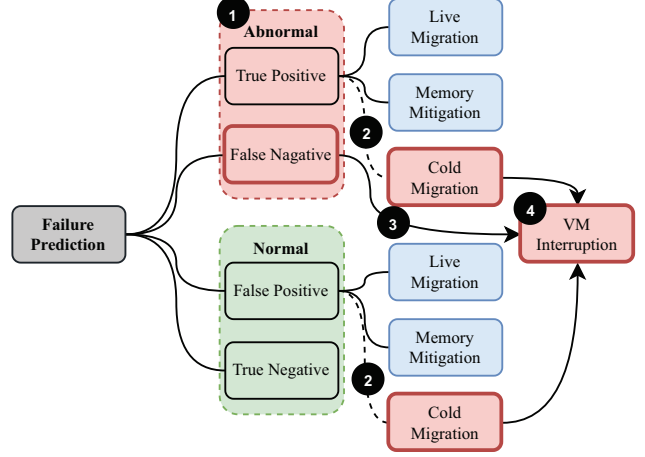 1
Abnormal
True Positive
False Nagative
Live
Migration
Memory
Mitigation
2
Cold
Migration
3
4
VM
Interruption
Failure
Prediction
Normal
False Positive
True Negative
Live
Migration
Memory
Mitigation
2
Cold
Migration